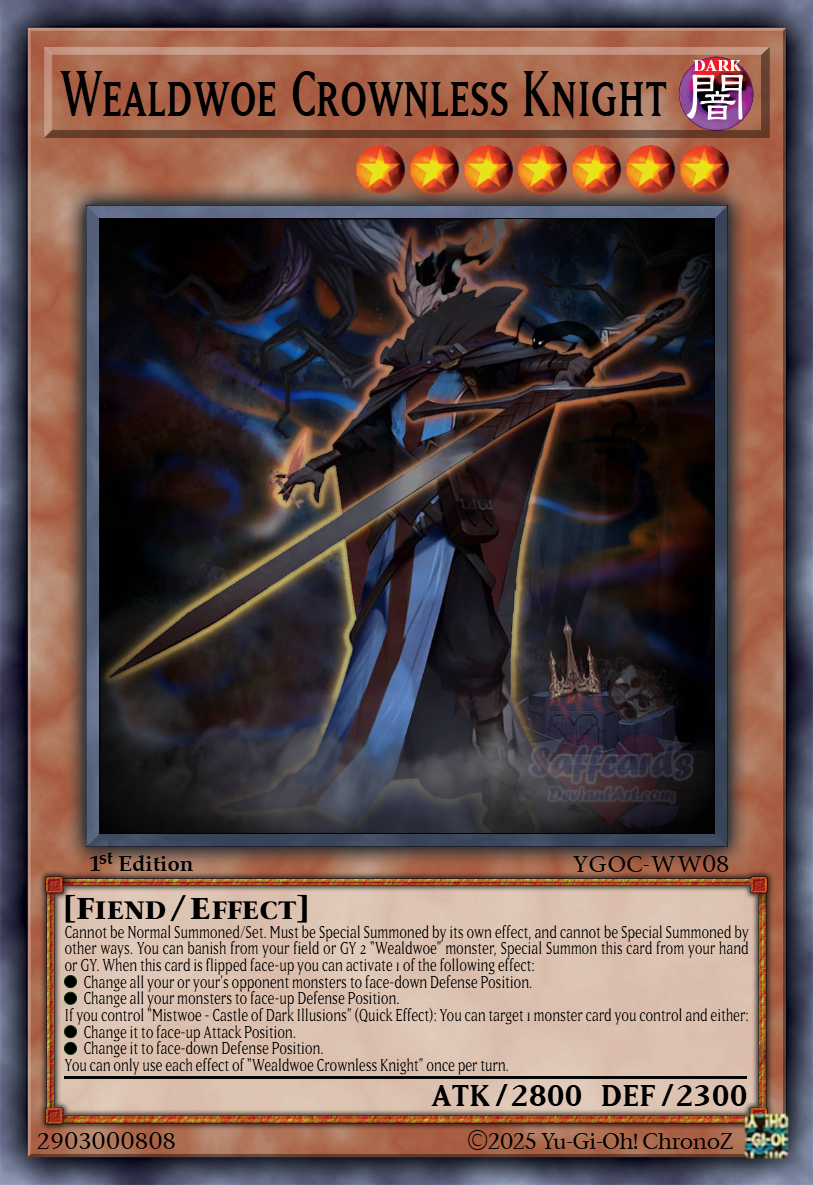 Wealdwoe Crownless Knight
DARK
闇
Saffcards
DeviantArt.com
1st Edition
YGOC-WW08
[Fiend/Effect]
Cannot be Normal Summoned/Set. Must be Special Summoned by its own effect, and cannot be Special Summoned by
other ways. You can banish from your field or GY 2 "Wealdwoe" monster, Special Summon this card from your hand
or GY. When this card is flipped face-up you can activate 1 of the following effect:
● Change all your or your's opponent monsters to face-down Defense Position.
● Change all your monsters to face-up Defense Position.
If you control "Mistwoe - Castle of Dark Illusions" (Quick Effect): You can target 1 monster card you control and either:
● Change it to face-up Attack Position.
● Change it to face-down Defense Position.
You can only use each effect of "Wealdwoe Crownless Knight" once per turn.
ATK/2800 DEF/2300
2903000808
©2025 Yu-Gi-Oh! ChronoZ